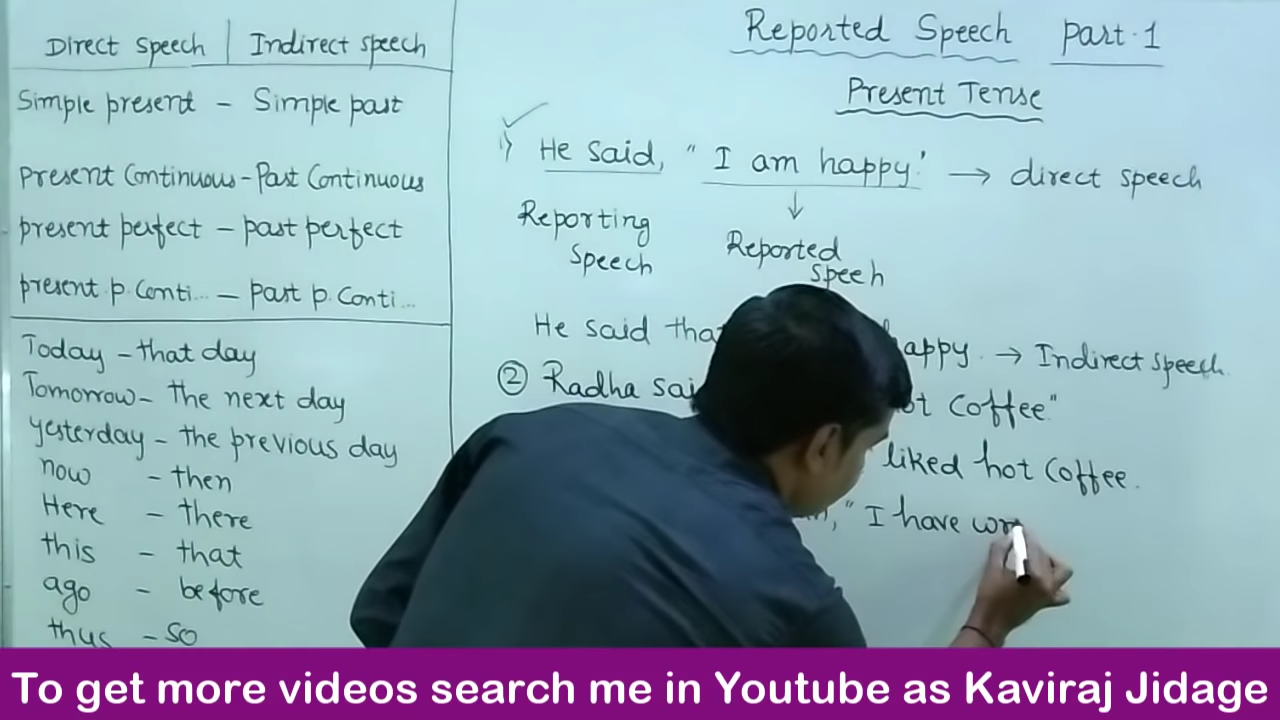 Direct Speech | Indirect speech
Simple present - Simple past
present Continuous - Past Continuous
present perfect - past perfect
present p. Conti... - past p. Conti...
Today - that day
Tomorrow - the next day
yesterday - the previous day
now - then
Here - there
this - that
ago - before
thus - so
Reported Speech Part.1
Present Tense
1) He said, "I am happy." → direct speech
Reporting
Speech
Reported
speeh
He said that happy. → Indirect speech.
② Radha said coffee"
liked hot coffee.
"I have
To get more videos search me in Youtube as Kaviraj Jidage